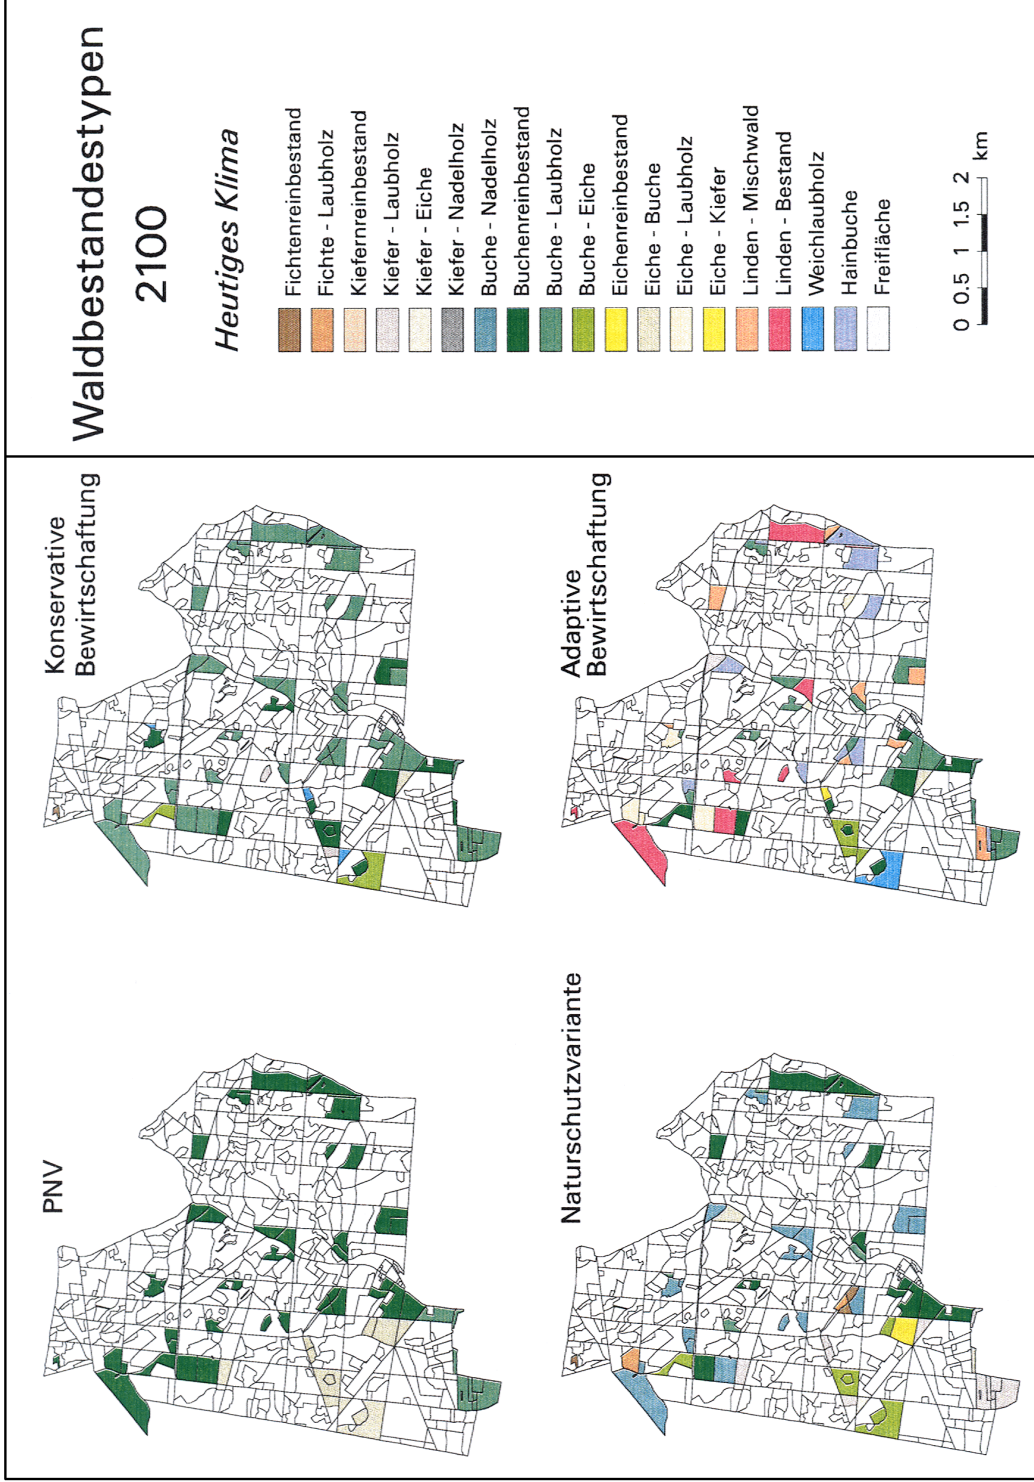 Waldbestandestypen
2100
Heutiges Klima
Fichtenreinbestand
Fichte - Laubholz
Kiefernreinbestand
Kiefer - Laubholz
Kiefer - Eiche
Kiefer - Nadelholz
Buche - Nadelholz
Buchenreinbestand
Buche - Laubholz
Buche - Eiche
Eichenreinbestand
Eiche - Buche
Eiche - Laubholz
Eiche - Kiefer
Linden - Mischwald
Linden - Bestand
Weichlaubholz
Hainbuche
Freifläche
0 0.5 1 1.5 2 km
PNV
Konservative
Bewirtschaftung
Naturschutzvariante
Adaptive
Bewirtschaftung